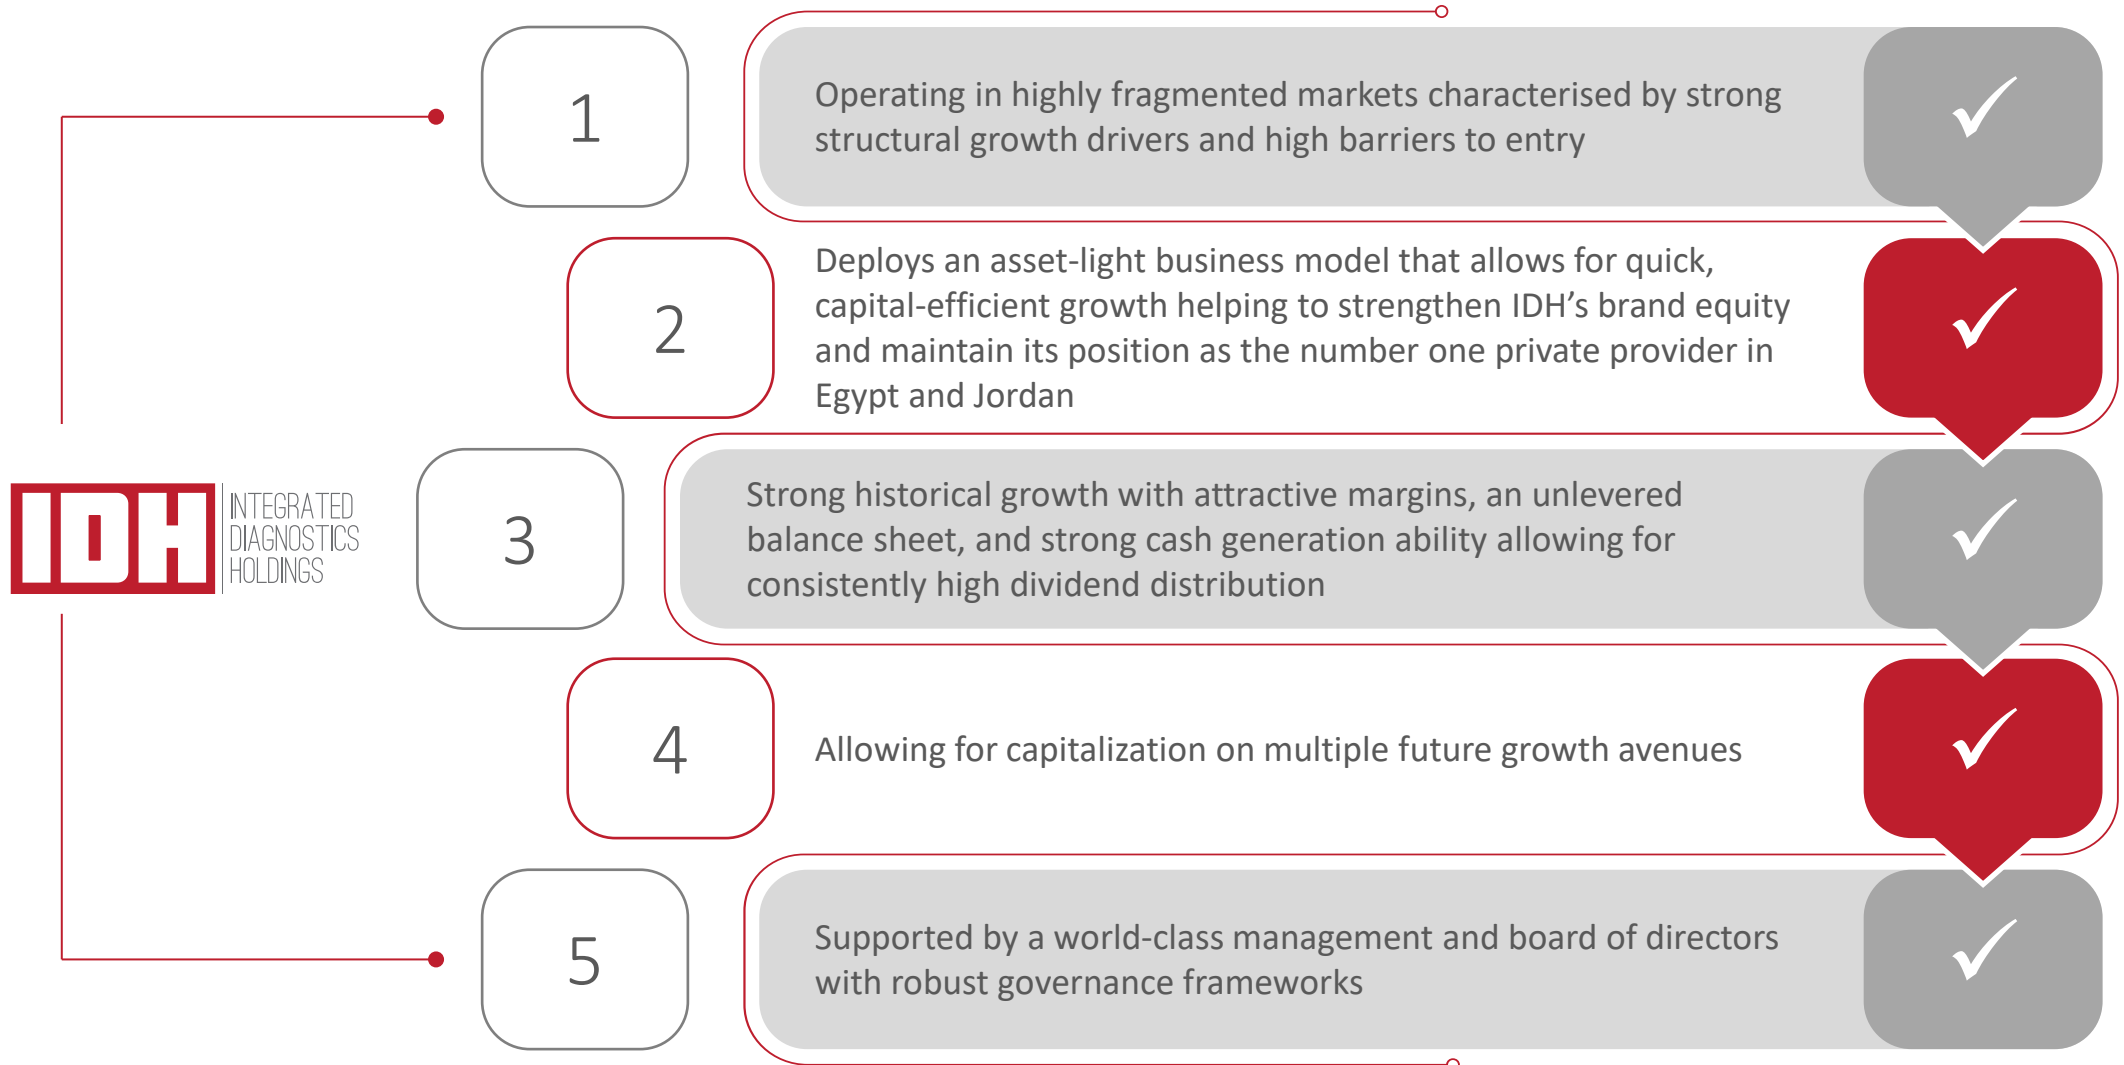 1
Operating in highly fragmented markets characterised by strong
structural growth drivers and high barriers to entry
2
Deploys an asset-light business model that allows for quick,
capital-efficient growth helping to strengthen IDH’s brand equity
and maintain its position as the number one private provider in
Egypt and Jordan
IDH
INTEGRATED
DIAGNOSTICS
HOLDINGS
3
Strong historical growth with attractive margins, an unlevered
balance sheet, and strong cash generation ability allowing for
consistently high dividend distribution
4
Allowing for capitalization on multiple future growth avenues
5
Supported by a world-class management and board of directors
with robust governance frameworks